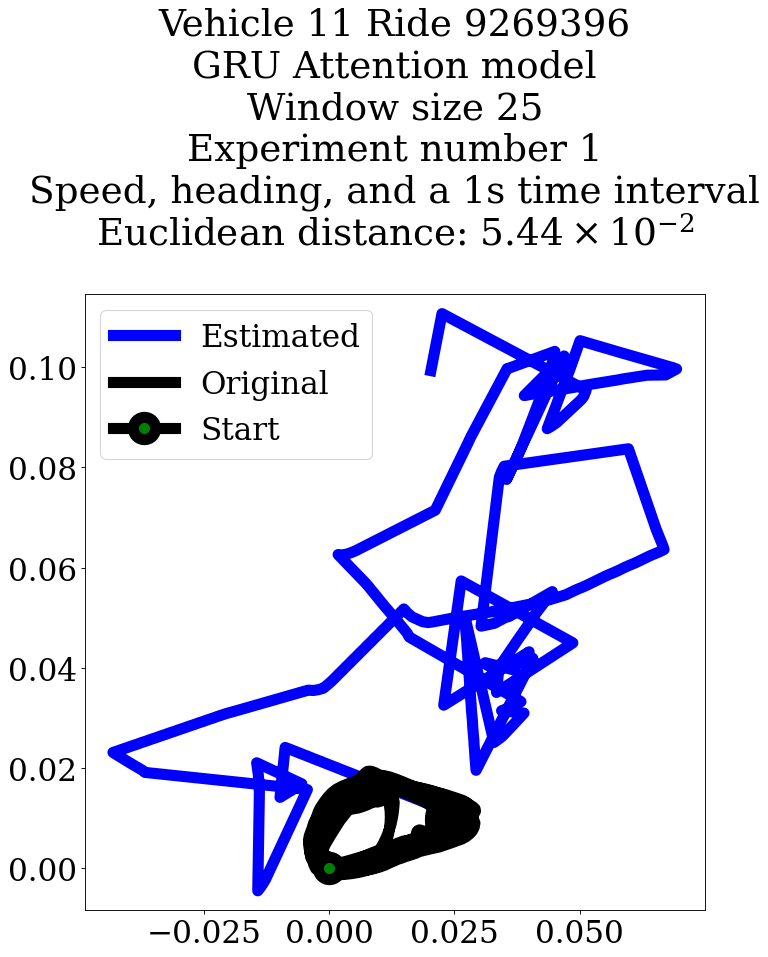 Vehicle 11 Ride 9269396
GRU Attention model
Window size 25
Experiment number 1
Speed, heading, and a 1s time interval
Euclidean distance: 5.44 × 10⁻²
Estimated
Original
Start
0.10
0.08
0.06
0.04
0.02
0.00
−0.025 0.000 0.025 0.050